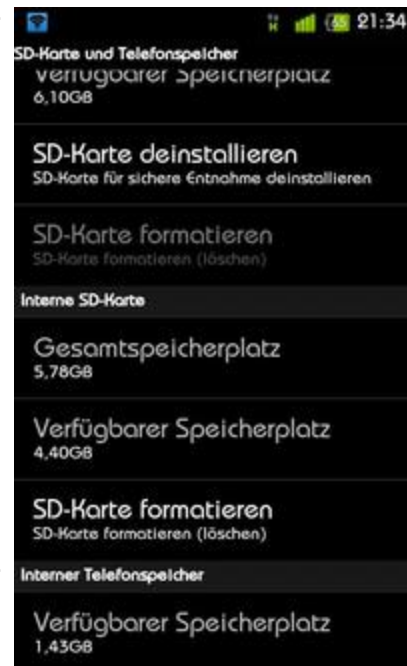 H 65 21:34
SD-Karte und Telefonspeicher
Verfügbarer Speicherplatz
6,10GB
SD-Karte deinstallieren
SD-Karte für sichere Entnahme deinstallieren
SD-Karte formatieren
SD-Karte formatieren (löschen)
Interne SD-Karte
Gesamtspeicherplatz
5,78GB
Verfügbarer Speicherplatz
4,40GB
SD-Karte formatieren
SD-Karte formatieren (löschen)
Interner Telefonspeicher
Verfügbarer Speicherplatz
1,43GB